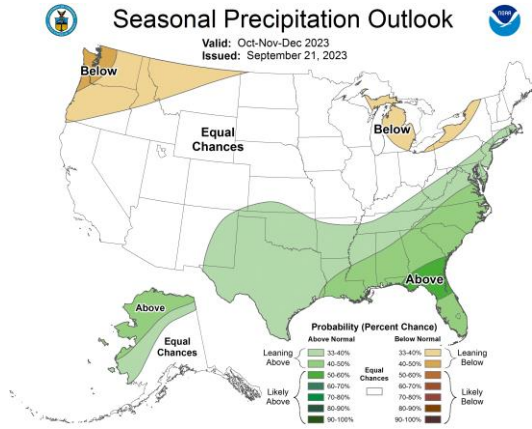 Seasonal Precipitation Outlook
Valid: Oct-Nov-Dec 2023
Issued: September 21, 2023
NOAA
Below
Equal
Chances
Below
Above
Above
Equal
Chances
Probability (Percent Chance)
Above Normal
Below Normal
Leaning
Above
33-40%
40-50%
Likely
Above
50-60%
60-70%
70-80%
80-90%
90-100%
Equal
Chances
33-40%
40-50%
Leaning
Below
50-60%
60-70%
70-80%
80-90%
90-100%
Likely
Below